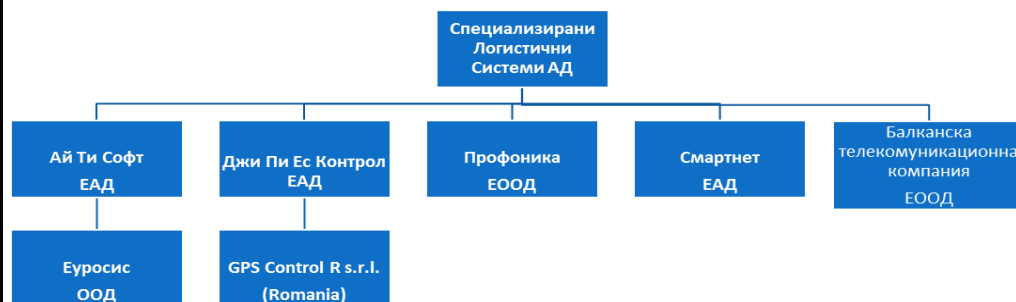 Специализирани
Логистични
Системи АД
Ай Ти Софт
ЕАД
Джи Пи Ес Контрол
ЕАД
Профоника
ЕООД
Смартнет
ЕАД
Балканска
телекомуникационна
компания
ЕООД
Еуросис
ООД
GPS Control R s.r.l.
(Romania)